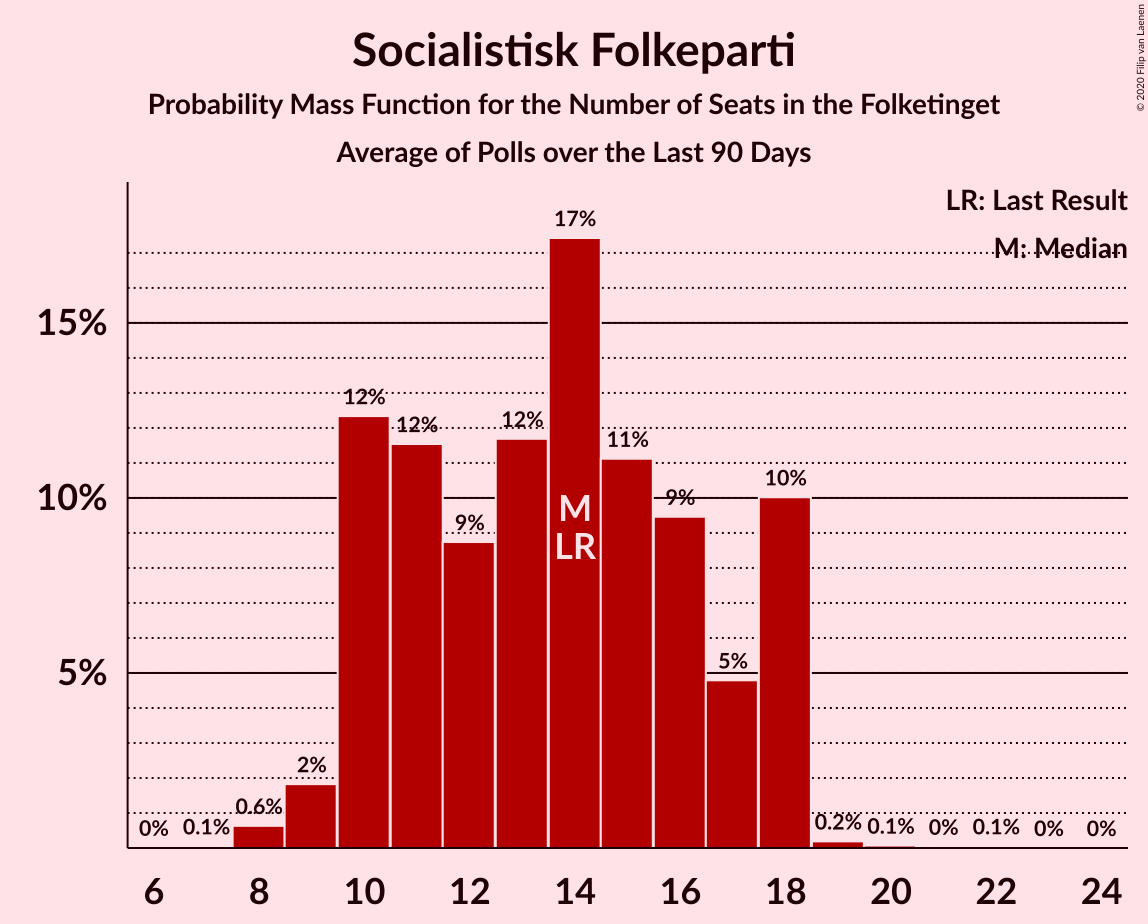 Socialistisk Folkeparti
Probability Mass Function for the Number of Seats in the Folketinget
Average of Polls over the Last 90 Days
© 2020 Filip van Laenen
LR: Last Result
M: Median
17%
15%
12%
12%
12%
11%
10%
10%
9%
9%
M
LR
5%
5%
2%
0.6%
0%
0.1%
0.2%
0.1%
0%
0.1%
0%
0%
6 8 10 12 14 16 18 20 22 24